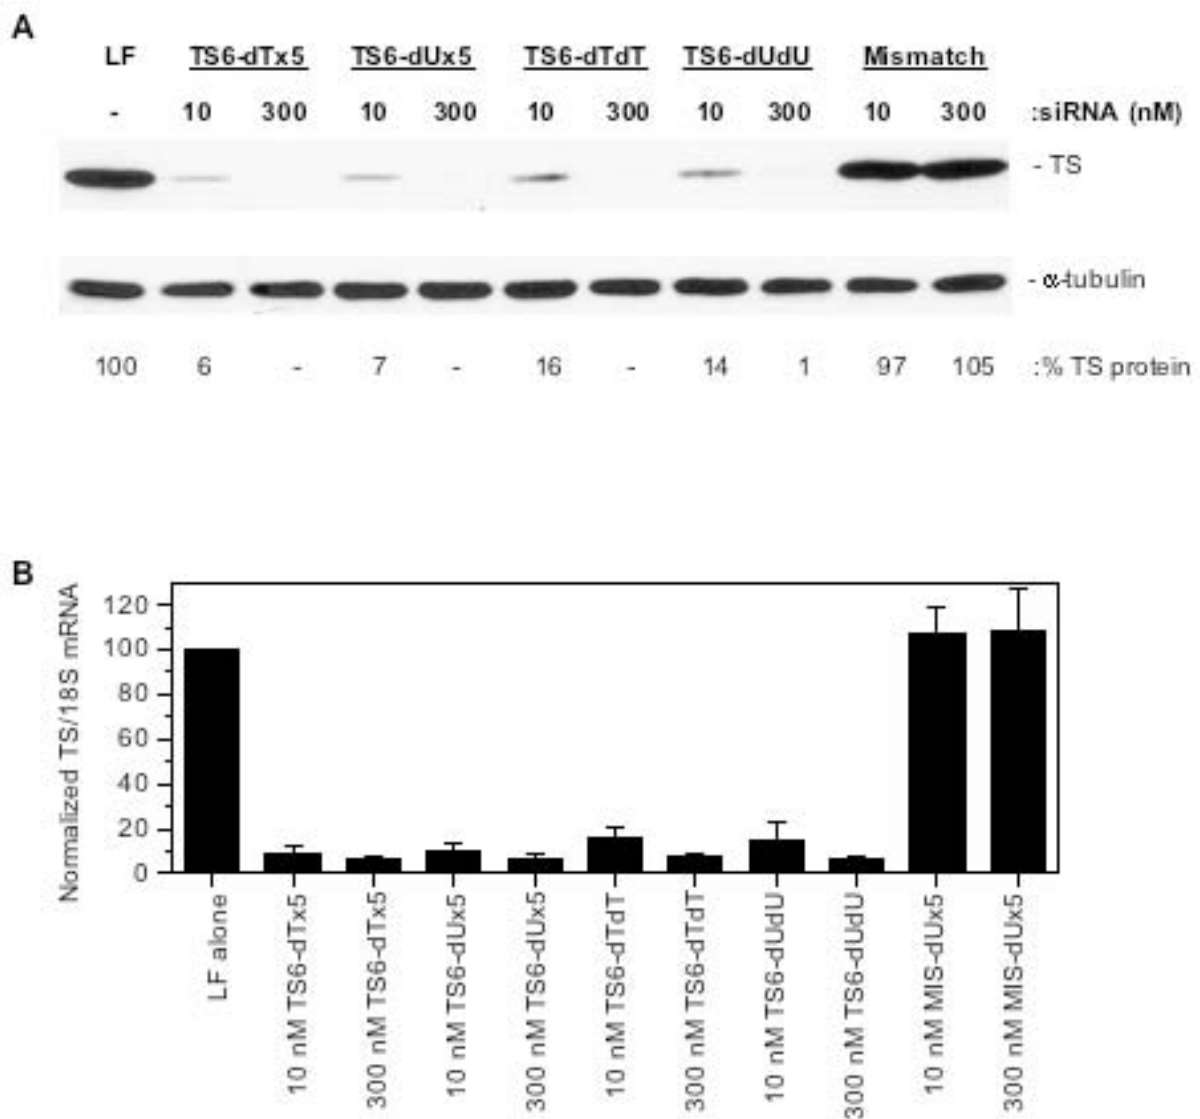 A
LF TS6-dTx5 TS6-dUx5 TS6-dTdT TS6-dUdU Mismatch
- 10 300 10 300 10 300 10 300 10 300 :siRNA (nM)
- TS
- α-tubulin
100 6 - 7 - 16 - 14 1 97 105 :% TS protein
B
Normalized TS/18S mRNA
120
100
80
60
40
20
0
LF alone
10 nM TS6-dTx5
300 nM TS6-dTx5
10 nM TS6-dUx5
300 nM TS6-dUx5
10 nM TS6-dTdT
300 nM TS6-dTdT
10 nM TS6-dUdU
300 nM TS6-dUdU
10 nM MIS-dUx5
300 nM MIS-dUx5